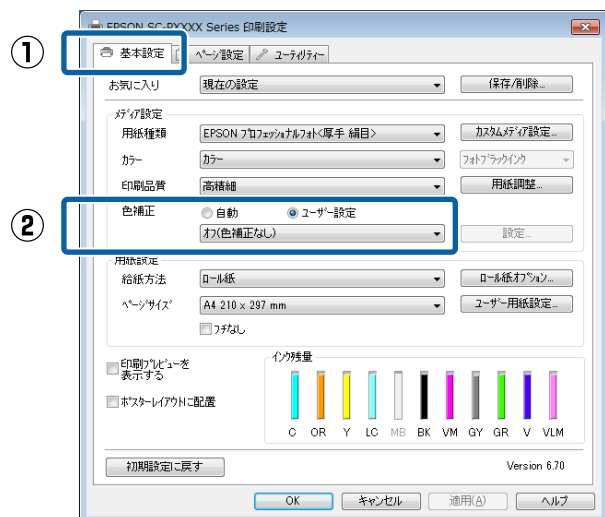 EPSON SC-PXXXX Series 印刷設定
①
基本設定 ページ設定 ユーティリティー
お気に入り 現在の設定 保存/削除...
メディア設定
用紙種類 EPSON プロフェッショナルフォト<厚手 絹目> カスタムメディア設定...
カラー カラー フォトブラックインク
印刷品質 高精細 用紙調整...
②
色補正 自動 ユーザー設定
オフ(色補正なし) 設定...
用紙設定
給紙方法 ロール紙 ロール紙オプション...
ページサイズ A4 210 x 297 mm ユーザー用紙設定...
フチなし
印刷プレビューを
表示する
インク残量
ポスターレイアウトに配置
C OR Y LC MB BK VM GY GR V VLM
初期設定に戻す Version 6.70
OK キャンセル 適用(A) ヘルプ